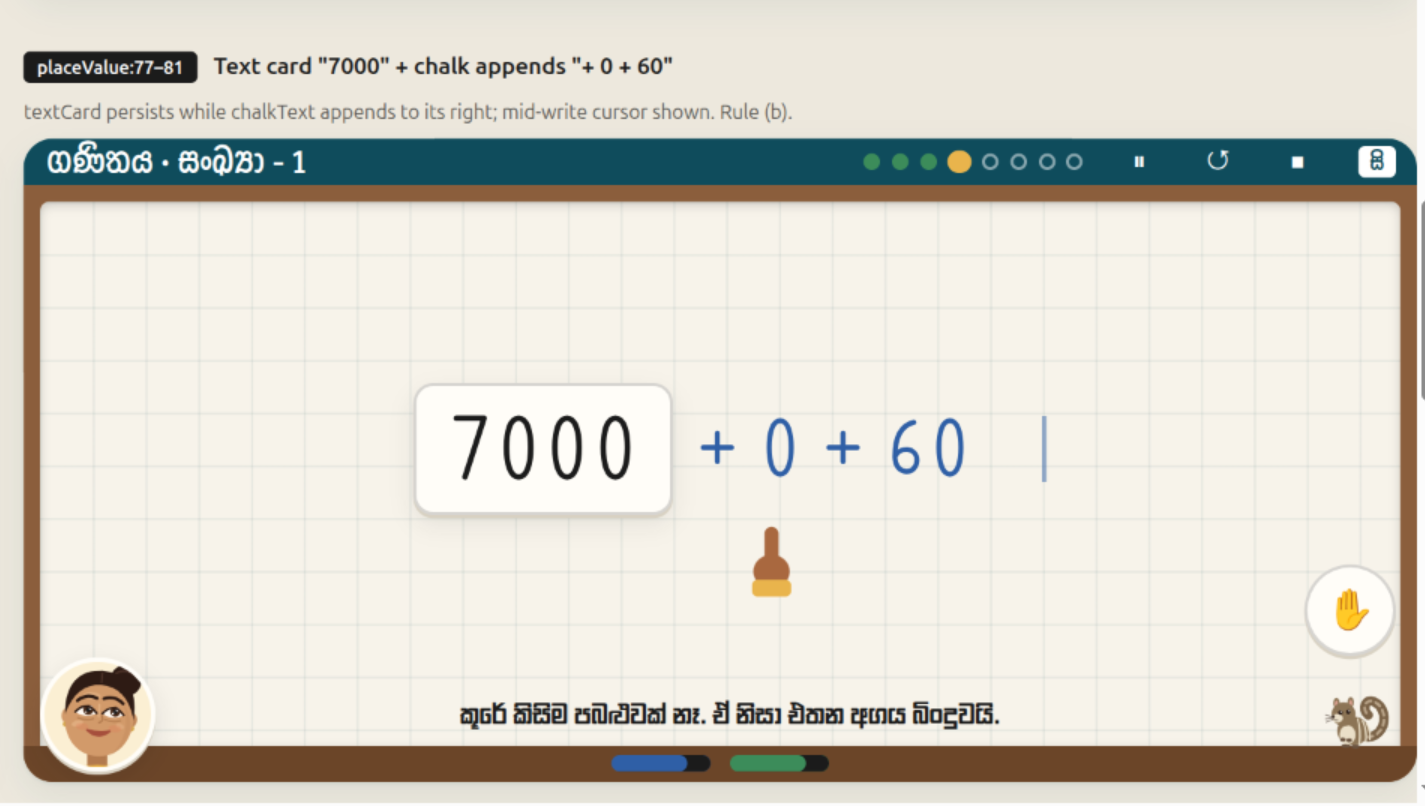 placeValue:77–81 Text card "7000" + chalk appends "+ 0 + 60"
textCard persists while chalkText appends to its right; mid-write cursor shown. Rule (b).
ගණිතය · සංඛ්‍යා - 1 සිං
7000 + 0 + 60
කූරේ කිසිම පබළුවක් නෑ. ඒ නිසා එතන අගය බිංදුවයි.